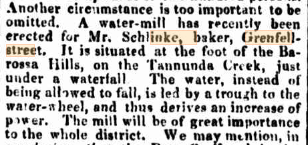 Another circumstance is too important to be
omitted. A water-mill has recently been
erected for Mr. Schlinke, baker, Grenfell-
street. It is situated at the foot of the Ba-
rossa Hills, on the Tannunda Creek, just
under a waterfall. The water, instead of
being allowed to fall, is led by a trough to the
water-wheel, and thus derives an increase of
power. The mill will be of great importance
to the whole district. We may mention, in